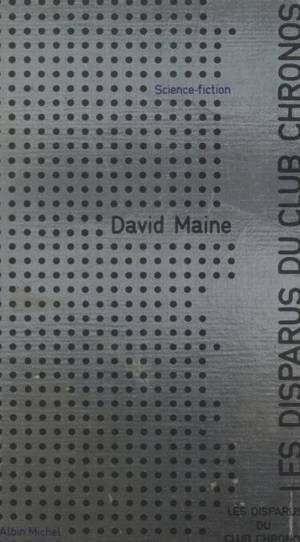 Science-fiction
David Maine
LES DISPARUS DU CLUB CHRONOS
LES DISPARUS
DU
CLUB CHRONOS
Albin Michel